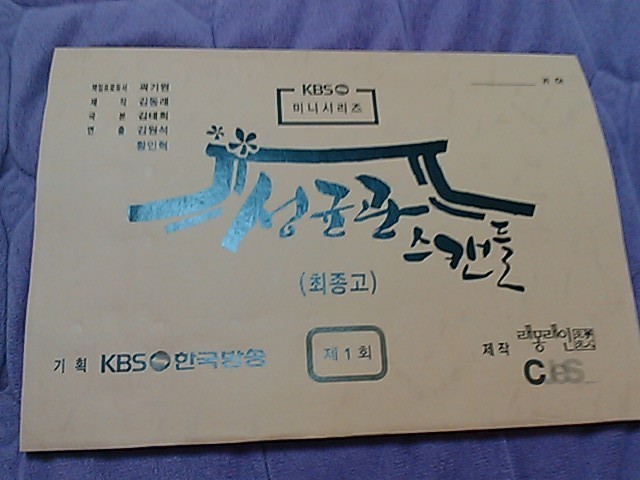 책임프로듀서 곽기원
제 작 김동래
극 본 김태희
연 출 김원석
황인혁
귀 하
KBS
미니시리즈
성균관
스캔들
(최종고)
기 획 KBS 한국방송
제 1 회
제작 래몽래인
C-JeS